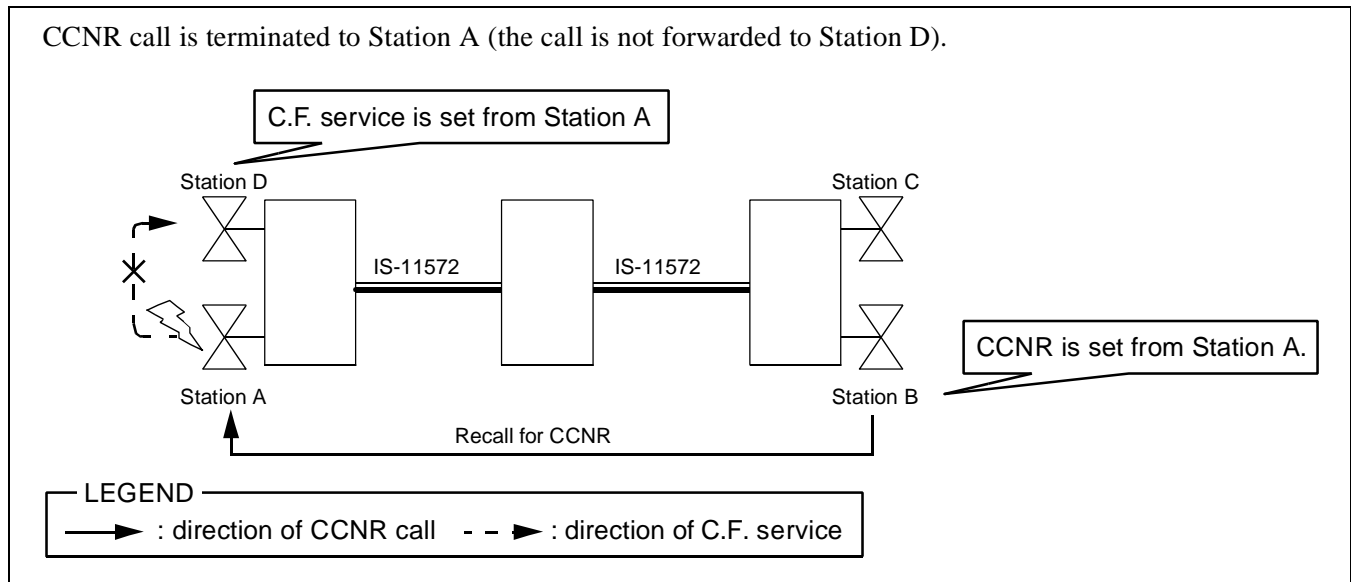 CCNR call is terminated to Station A (the call is not forwarded to Station D).
C.F. service is set from Station A
Station D
Station C
IS-11572
IS-11572
CCNR is set from Station A.
Station A
Station B
Recall for CCNR
LEGEND
: direction of CCNR call
: direction of C.F. service